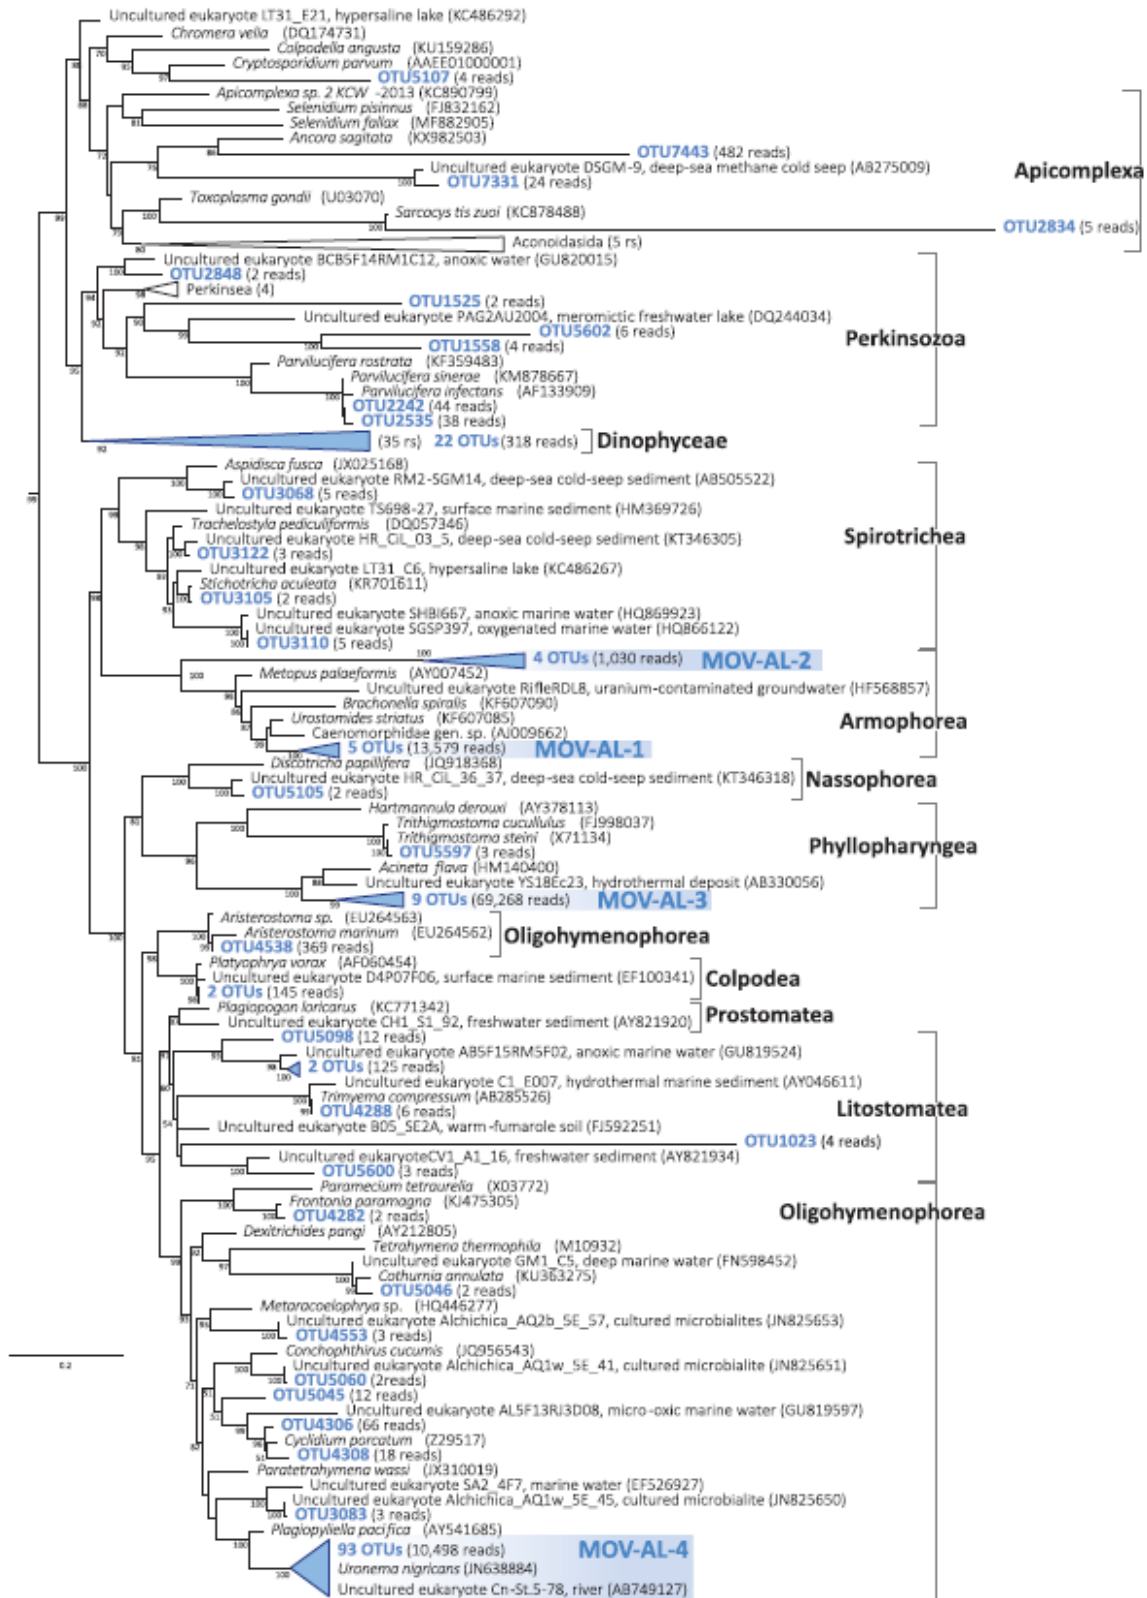 Uncultured eukaryote LT31_E21, hypersaline lake (KC486292)
Chromera vella (DQ174731)
Colpodella angusta (KU159286)
Cryptosporidium parvum (AAEE01000001)
OTU5107 (4 reads)
Apicomplexa sp. 2 KCW -2013 (KC890799)
Selenidium pisinnus (FJ832162)
Selenidium fallax (MF882905)
Ancora sagitata (KX982503)
OTU7443 (482 reads)
Uncultured eukaryote DSGM-9, deep-sea methane cold seep (AB275009)
Apicomplexa
OTU7331 (24 reads)
Toxoplasma gondii (U03070)
Sarcocys tis zuoi (KC878488)
OTU2834 (5 reads)
Aconoidasida (5 rs)
Uncultured eukaryote BCB5F14RM1C12, anoxic water (GU820015)
OTU2848 (2 reads)
Perkinsea (4)
OTU1525 (2 reads)
Uncultured eukaryote PAG2AU2004, meromictic freshwater lake (DQ244034)
OTU5602 (6 reads)
Perkinsozoa
OTU1558 (4 reads)
Parvilucifera rostrata (KF359483)
Parvilucifera sinerae (KM878667)
Parvilucifera infectans (AF133909)
OTU2242 (44 reads)
OTU2535 (38 reads)
(35 rs) 22 OTUs (318 reads) Dinophyceae
Aspidisca fusca (JX025168)
Uncultured eukaryote RM2-SGM14, deep-sea cold-seep sediment (AB505522)
OTU3068 (5 reads)
Uncultured eukaryote TS698-27, surface marine sediment (HM369726)
Trachelostyla pediculiformis (DQ057346)
Uncultured eukaryote HR_CiL_03_5, deep-sea cold-seep sediment (KT346305)
Spirotrichea
OTU3122 (3 reads)
Uncultured eukaryote LT31_C6, hypersaline lake (KC486267)
Stichotricha aculeata (KR701611)
OTU3105 (2 reads)
Uncultured eukaryote SHBI667, anoxic marine water (HQ869923)
Uncultured eukaryote SGSP397, oxygenated marine water (HQ866122)
OTU3110 (5 reads)
4 OTUs (1,030 reads) MOV-AL-2
Metopus palaeformis (AY007452)
Uncultured eukaryote RifleRDL8, uranium-contaminated groundwater (HF568857)
Brachonella spiralis (KF607090)
Urostomides striatus (KF607085)
Armophorea
Caenomorphidae gen. sp. (AJ009662)
5 OTUs (13,579 reads) MOV-AL-1
Discotricha papillifera (JQ918368)
Uncultured eukaryote HR_CiL_36_37, deep-sea cold-seep sediment (KT346318)
Nassophorea
OTU5105 (2 reads)
Hartmannula derouxi (AY378113)
Trithigmostoma cucullulus (FJ998037)
Trithigmostoma steini (X71134)
Phyllopharyngea
OTU5597 (3 reads)
Acineta flava (HM140400)
Uncultured eukaryote YS18Ec23, hydrothermal deposit (AB330056)
9 OTUs (69,268 reads) MOV-AL-3
Aristerostoma sp. (EU264563)
Aristerostoma marinum (EU264562)
Oligohymenophorea
OTU4538 (369 reads)
Platyophrya vorax (AF060454)
Uncultured eukaryote D4P07F06, surface marine sediment (EF100341)
Colpodea
2 OTUs (145 reads)
Plagiopogon loricatus (KC771342)
Prostomatea
Uncultured eukaryote CH1_S1_92, freshwater sediment (AY821920)
OTU5098 (12 reads)
Uncultured eukaryote AB5F15RM5F02, anoxic marine water (GU819524)
2 OTUs (125 reads)
Uncultured eukaryote C1_E007, hydrothermal marine sediment (AY046611)
Trimyema compressum (AB285526)
Litostomatea
OTU4288 (6 reads)
Uncultured eukaryote B05_SE2A, warm-fumarole soil (FJ592251)
OTU1023 (4 reads)
Uncultured eukaryoteCV1_A1_16, freshwater sediment (AY821934)
OTU5600 (3 reads)
Paramecium tetraurelia (X03772)
Frontonia paramagna (KJ475305)
Oligohymenophorea
OTU4282 (2 reads)
Dexitrichides pangi (AY212805)
Tetrahymena thermophila (M10932)
Uncultured eukaryote GM1_C5, deep marine water (FN598452)
Cothurnia annulata (KU363275)
OTU5046 (2 reads)
Metaracoelophrya sp. (HQ446277)
Uncultured eukaryote Alchichica_AQ2b_5E_57, cultured microbialites (JN825653)
OTU4553 (3 reads)
Conchophthirus cucumis (JQ956543)
0.2
Uncultured eukaryote Alchichica_AQ1w_5E_41, cultured microbialite (JN825651)
OTU5060 (2reads)
OTU5045 (12 reads)
Uncultured eukaryote AL5F13RJ3D08, micro-oxic marine water (GU819597)
OTU4306 (66 reads)
Cyclidium porcatum (Z29517)
OTU4308 (18 reads)
Paratetrahymena wassi (JX310019)
Uncultured eukaryote SA2_4F7, marine water (EF526927)
Uncultured eukaryote Alchichica_AQ1w_5E_45, cultured microbialite (JN825650)
OTU3083 (3 reads)
Plagiopyliella pacifica (AY541685)
93 OTUs (10,498 reads) MOV-AL-4
Uronema nigricans (JN638884)
Uncultured eukaryote Cn-St.5-78, river (AB749127)